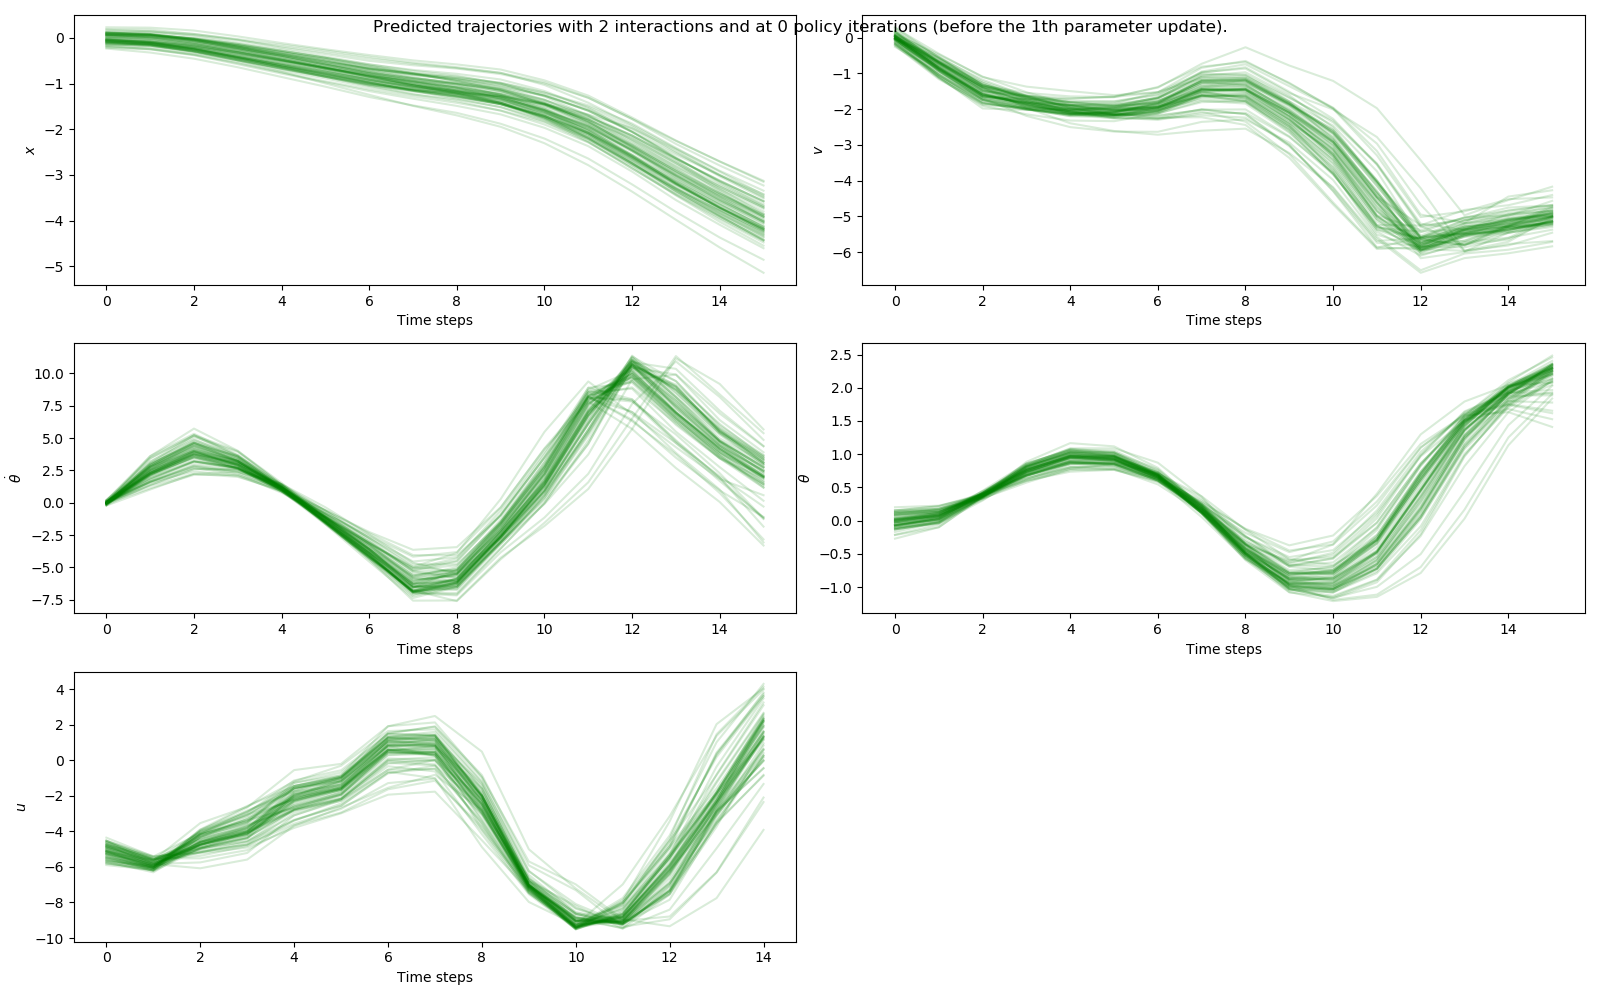 Predicted trajectories with 2 interactions and at 0 policy iterations (before the 1th parameter update).
0
−1
−2
−3
−4
−5
x
0 2 4 6 8 10 12 14
Time steps
0
−1
−2
−3
−4
−5
−6
v
0 2 4 6 8 10 12 14
Time steps
10.0
7.5
5.0
2.5
0.0
−2.5
−5.0
−7.5
θ̇
0 2 4 6 8 10 12 14
Time steps
2.5
2.0
1.5
1.0
0.5
0.0
−0.5
−1.0
θ
0 2 4 6 8 10 12 14
Time steps
4
2
0
−2
−4
−6
−8
−10
u
0 2 4 6 8 10 12 14
Time steps